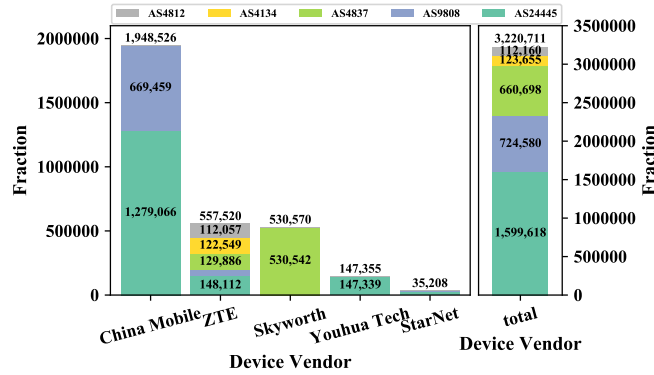 AS4812 AS4134 AS4837 AS9808 AS24445
2000000
1500000
1000000
500000
0
Fraction
1,948,526
669,459
1,279,066
557,520
112,057
122,549
129,886
148,112
530,570
530,542
147,355
147,339
35,208
China Mobile
ZTE
Skyworth
Youhua Tech
StarNet
Device Vendor
3,220,711
112,160
123,655
660,698
724,580
1,599,618
total
Device Vendor
3500000
3000000
2500000
2000000
1500000
1000000
500000
0
Fraction